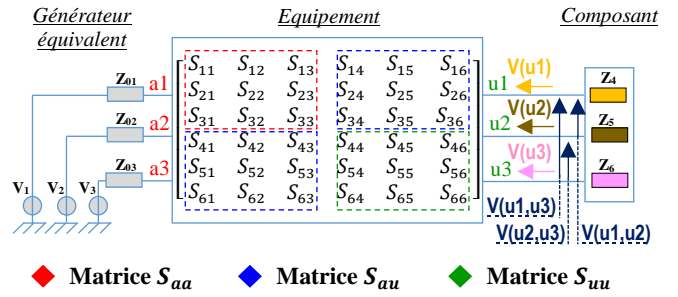 Générateur
équivalent
Equipement
Composant
Z₀₁ a1
Z₀₂ a2
Z₀₃ a3
V₁ V₂ V₃
S₁₁ S₁₂ S₁₃ S₁₄ S₁₅ S₁₆
S₂₁ S₂₂ S₂₃ S₂₄ S₂₅ S₂₆
S₃₁ S₃₂ S₃₃ S₃₄ S₃₅ S₃₆
S₄₁ S₄₂ S₄₃ S₄₄ S₄₅ S₄₆
S₅₁ S₅₂ S₅₃ S₅₄ S₅₅ S₅₆
S₆₁ S₆₂ S₆₃ S₆₄ S₆₅ S₆₆
V(u1)
u1
V(u2)
u2
V(u3)
u3
Z₄
Z₅
Z₆
V(u1,u3)
V(u2,u3) V(u1,u2)
Matrice Sₐₐ Matrice Sₐᵤ Matrice Sᵤᵤ